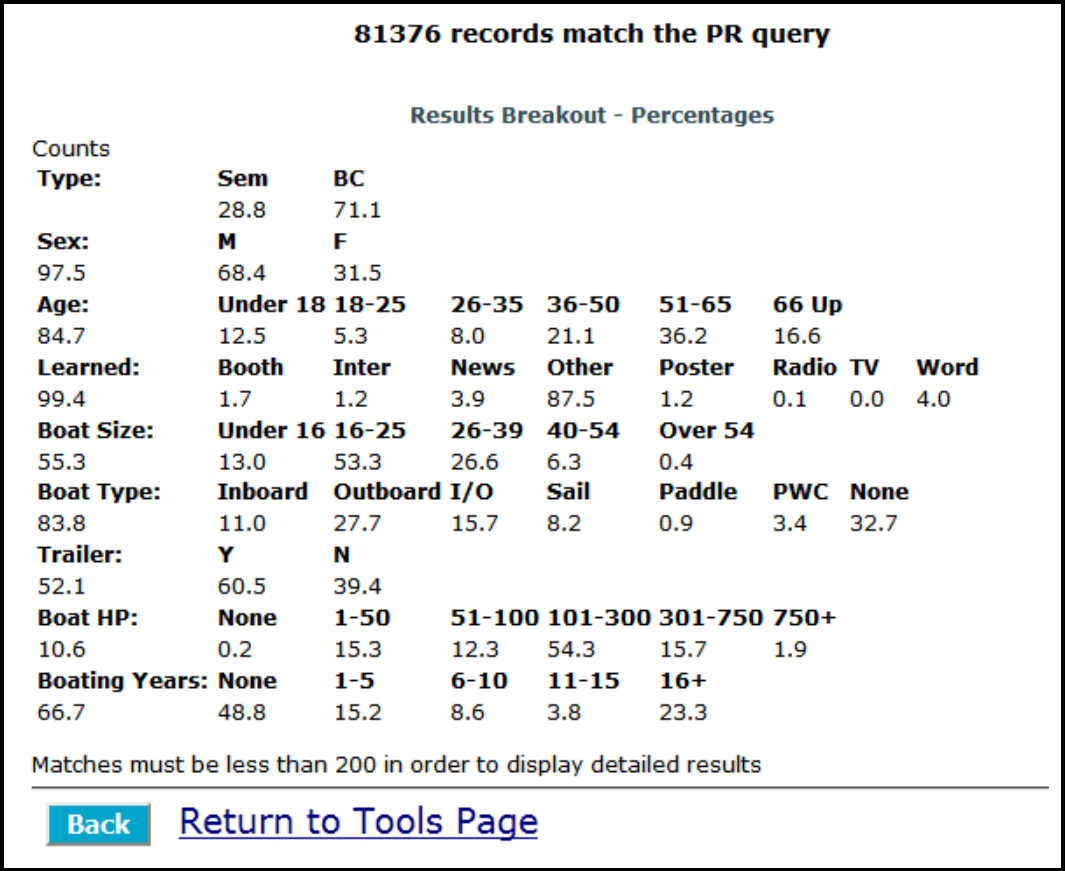 81376 records match the PR query
Results Breakout - Percentages
Counts
Type: Sem BC
28.8 71.1
Sex: M F
97.5 68.4 31.5
Age: Under 18 18-25 26-35 36-50 51-65 66 Up
84.7 12.5 5.3 8.0 21.1 36.2 16.6
Learned: Booth Inter News Other Poster Radio TV Word
99.4 1.7 1.2 3.9 87.5 1.2 0.1 0.0 4.0
Boat Size: Under 16 16-25 26-39 40-54 Over 54
55.3 13.0 53.3 26.6 6.3 0.4
Boat Type: Inboard Outboard I/O Sail Paddle PWC None
83.8 11.0 27.7 15.7 8.2 0.9 3.4 32.7
Trailer: Y N
52.1 60.5 39.4
Boat HP: None 1-50 51-100 101-300 301-750 750+
10.6 0.2 15.3 12.3 54.3 15.7 1.9
Boating Years: None 1-5 6-10 11-15 16+
66.7 48.8 15.2 8.6 3.8 23.3
Matches must be less than 200 in order to display detailed results
Back Return to Tools Page